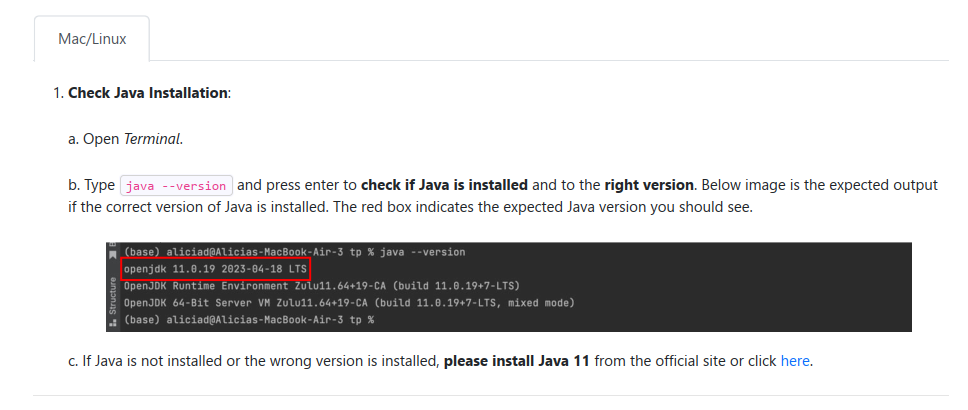 Mac/Linux
1. Check Java Installation:
a. Open Terminal.
b. Type java --version and press enter to check if Java is installed and to the right version. Below image is the expected output
if the correct version of Java is installed. The red box indicates the expected Java version you should see.
(base) aliciad@Alicias-MacBook-Air-3 tp % java --version
openjdk 11.0.19 2023-04-18 LTS
OpenJDK Runtime Environment Zulu11.64+19-CA (build 11.0.19+7-LTS)
OpenJDK 64-Bit Server VM Zulu11.64+19-CA (build 11.0.19+7-LTS, mixed mode)
(base) aliciad@Alicias-MacBook-Air-3 tp %
Structure
c. If Java is not installed or the wrong version is installed, please install Java 11 from the official site or click here.